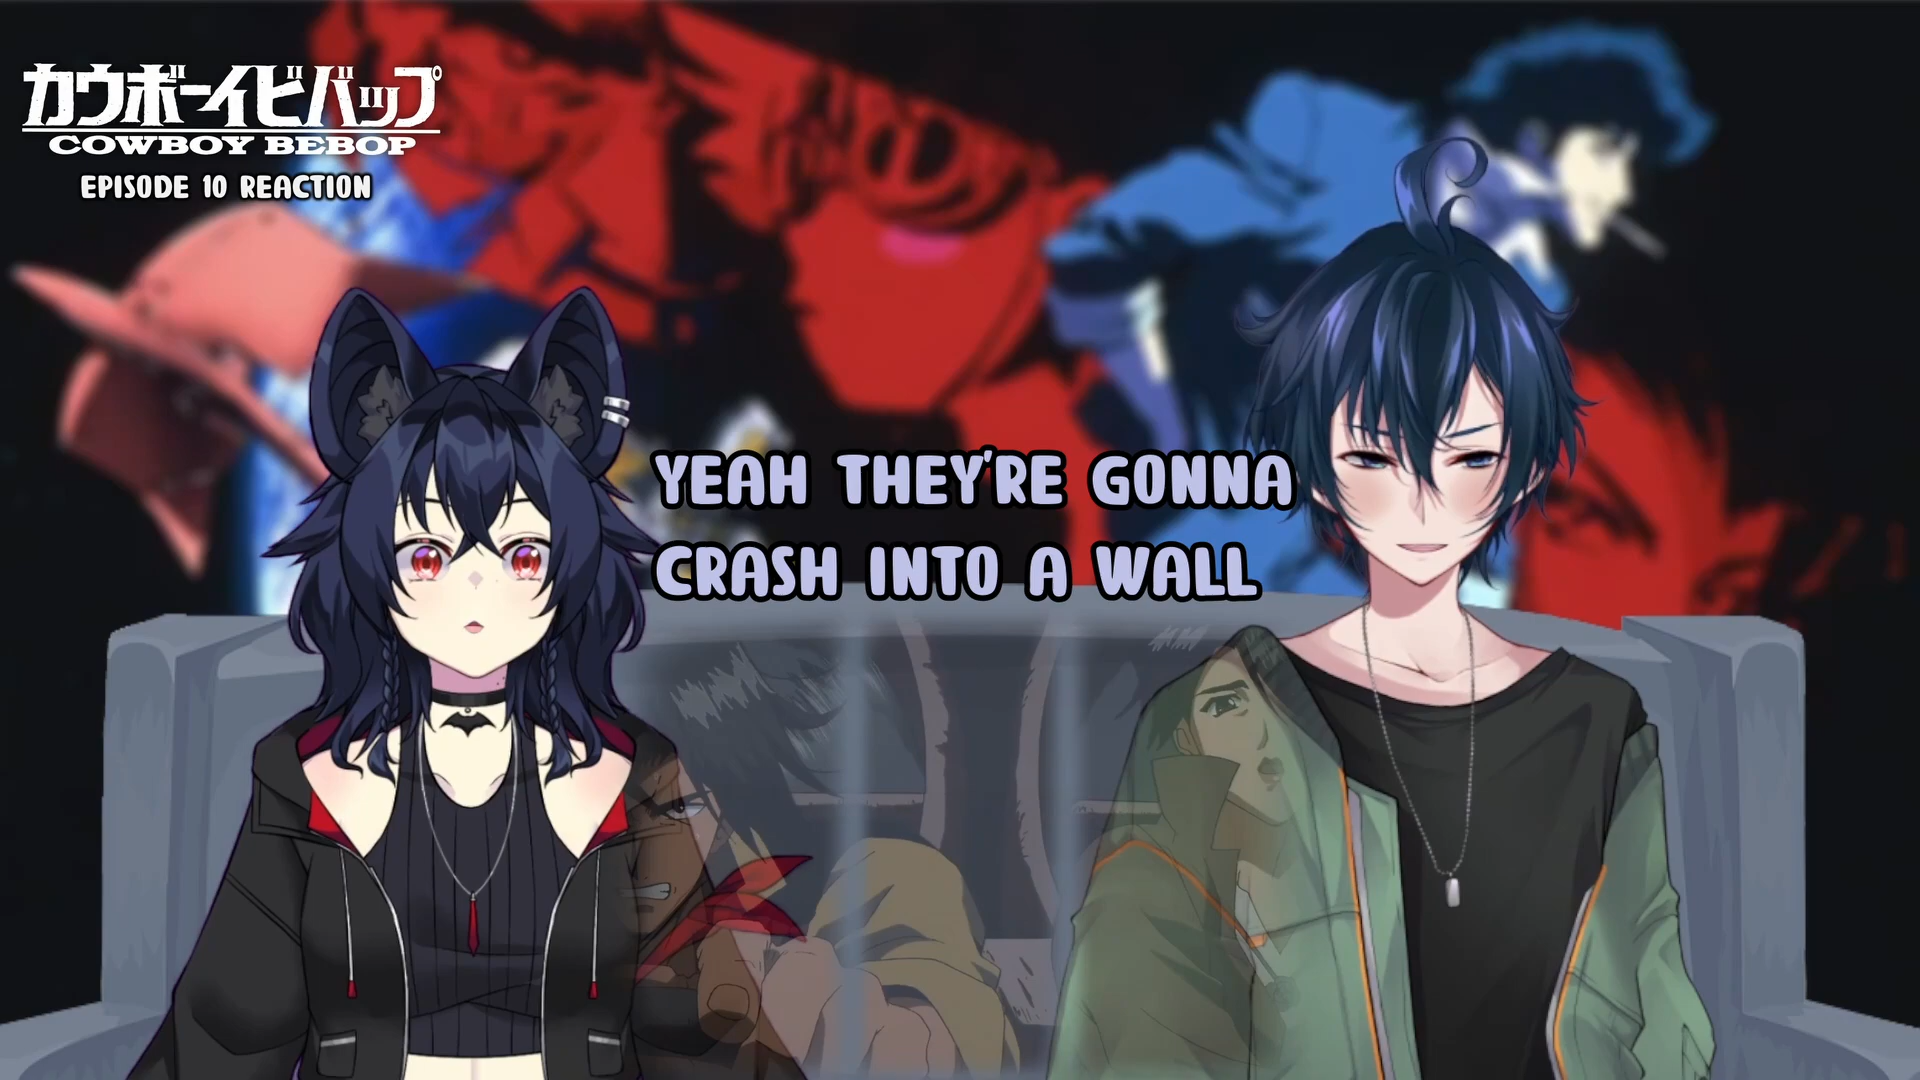 カウボーイビバップ
COWBOY BEBOP
EPISODE 10 REACTION
YEAH THEY'RE GONNA
CRASH INTO A WALL